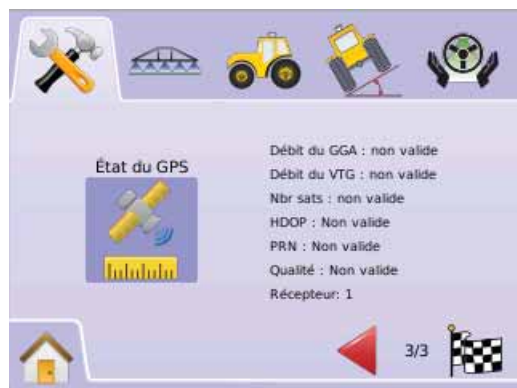 État du GPS
Débit du GGA : non valide
Débit du VTG : non valide
Nbr sats : non valide
HDOP : Non valide
PRN : Non valide
Qualité : Non valide
Récepteur: 1
3/3